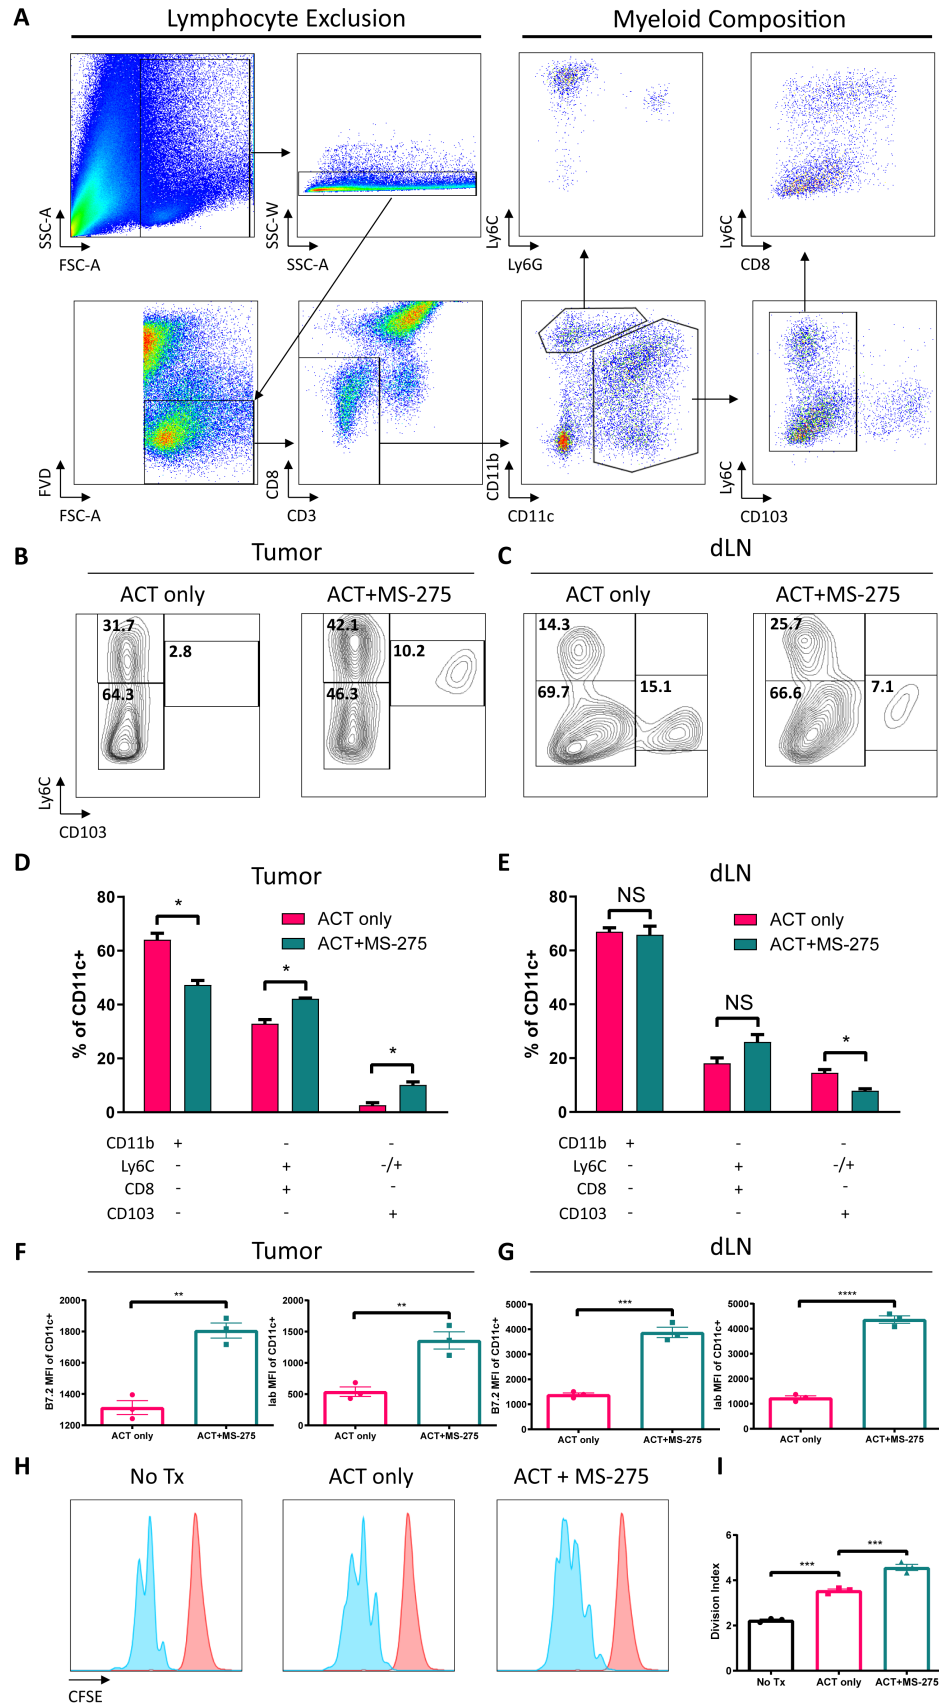 A
Lymphocyte Exclusion
Myeloid Composition
SSC-A
FSC-A
SSC-W
SSC-A
Ly6C
Ly6G
Ly6C
CD8
FVD
FSC-A
CD8
CD3
CD11b
CD11c
Ly6C
CD103
B
Tumor
C
dLN
ACT only
ACT+MS-275
ACT only
ACT+MS-275
31.7
2.8
64.3
42.1
10.2
46.3
14.3
69.7
15.1
25.7
66.6
7.1
Ly6C
CD103
D
Tumor
E
dLN
80
60
40
20
0
% of CD11c+
ACT only
ACT+MS-275
*
*
*
80
60
40
20
0
% of CD11c+
ACT only
ACT+MS-275
NS
NS
*
CD11b + - -
Ly6C - + -/+
CD8 - + -
CD103 - - +
CD11b + - -
Ly6C - + -/+
CD8 - + -
CD103 - - +
F
Tumor
G
dLN
B7.2 MFI of CD11c+
2000
1800
1600
1400
1200
**
ACT only
ACT+MS-275
Iab MFI of CD11c+
2000
1500
1000
500
0
**
ACT only
ACT+MS-275
B7.2 MFI of CD11c+
5000
4000
3000
2000
1000
0
***
ACT only
ACT+MS-275
Iab MFI of CD11c+
5000
4000
3000
2000
1000
0
****
ACT only
ACT+MS-275
H
No Tx
ACT only
ACT + MS-275
CFSE
I
Division Index
6
4
2
0
***
***
No Tx
ACT only
ACT+MS-275